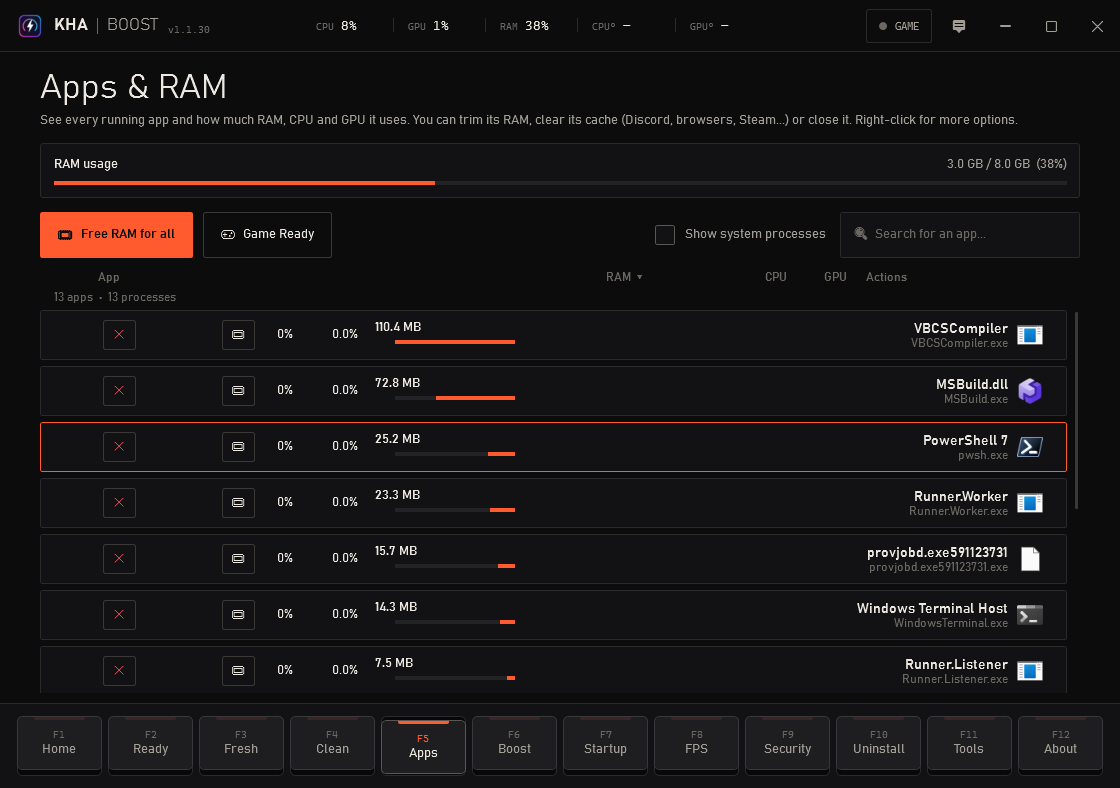 KHA | BOOST v1.1.30
CPU 8% GPU 1% RAM 38% CPU° — GPU° — GAME
Apps & RAM
See every running app and how much RAM, CPU and GPU it uses. You can trim its RAM, clear its cache (Discord, browsers, Steam...) or close it. Right-click for more options.
RAM usage 3.0 GB / 8.0 GB (38%)
Free RAM for all Game Ready Show system processes Search for an app...
App RAM ▾ CPU GPU Actions
13 apps • 13 processes
0% 0.0% 110.4 MB VBCSCompiler
VBCSCompiler.exe
0% 0.0% 72.8 MB MSBuild.dll
MSBuild.exe
0% 0.0% 25.2 MB PowerShell 7
pwsh.exe
0% 0.0% 23.3 MB Runner.Worker
Runner.Worker.exe
0% 0.0% 15.7 MB provjobd.exe591123731
provjobd.exe591123731.exe
0% 0.0% 14.3 MB Windows Terminal Host
WindowsTerminal.exe
0% 0.0% 7.5 MB Runner.Listener
Runner.Listener.exe
F1 F2 F3 F4 F5 F6 F7 F8 F9 F10 F11 F12
Home Ready Fresh Clean Apps Boost Startup FPS Security Uninstall Tools About